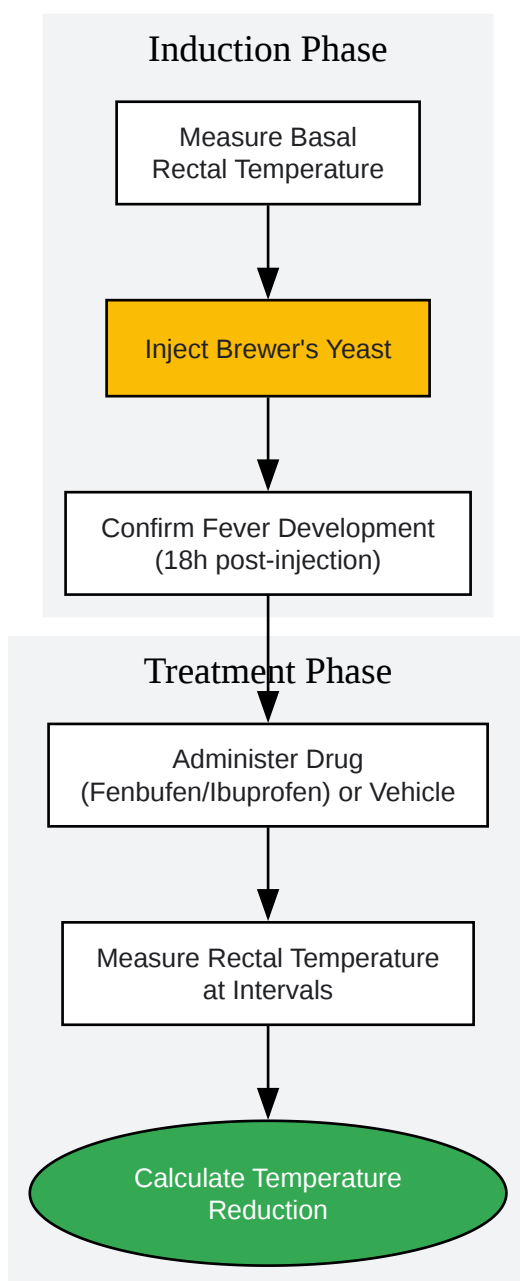 Induction Phase
Measure Basal
Rectal Temperature
Inject Brewer's Yeast
Confirm Fever Development
(18h post-injection)
Treatment Phase
Administer Drug
(Fenbufen/Ibuprofen) or Vehicle
Measure Rectal Temperature
at Intervals
Calculate Temperature
Reduction